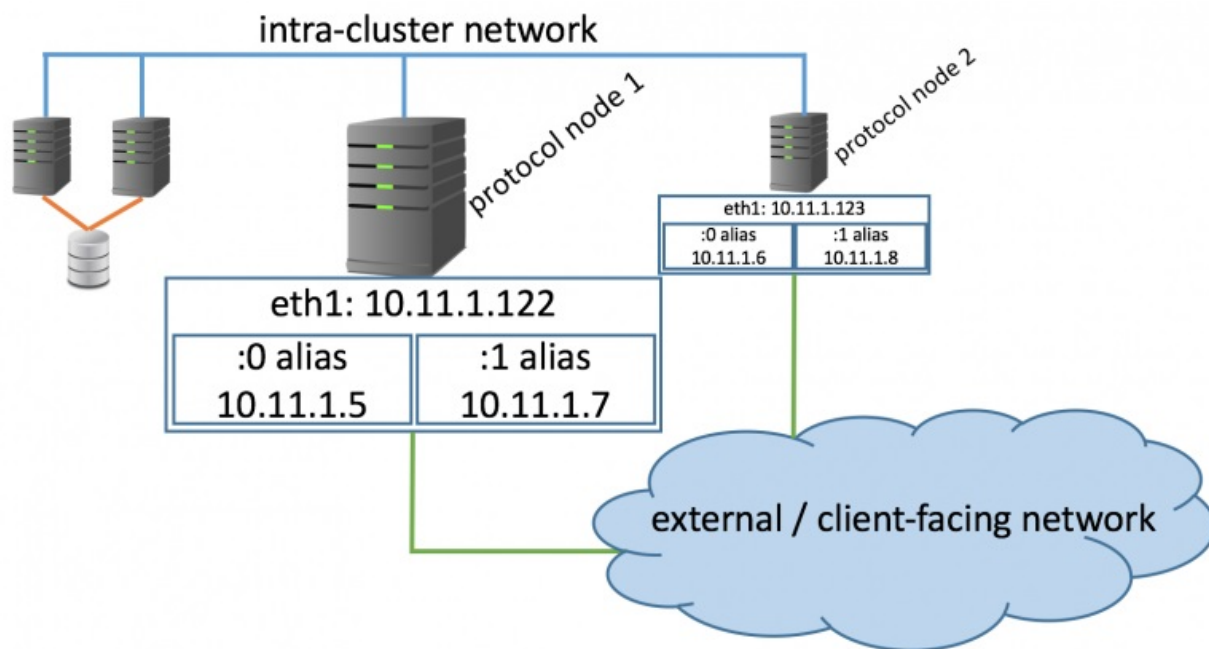 intra-cluster network
protocol node 1
protocol node 2
eth1: 10.11.1.123
:0 alias
10.11.1.6
:1 alias
10.11.1.8
eth1: 10.11.1.122
:0 alias
10.11.1.5
:1 alias
10.11.1.7
external / client-facing network